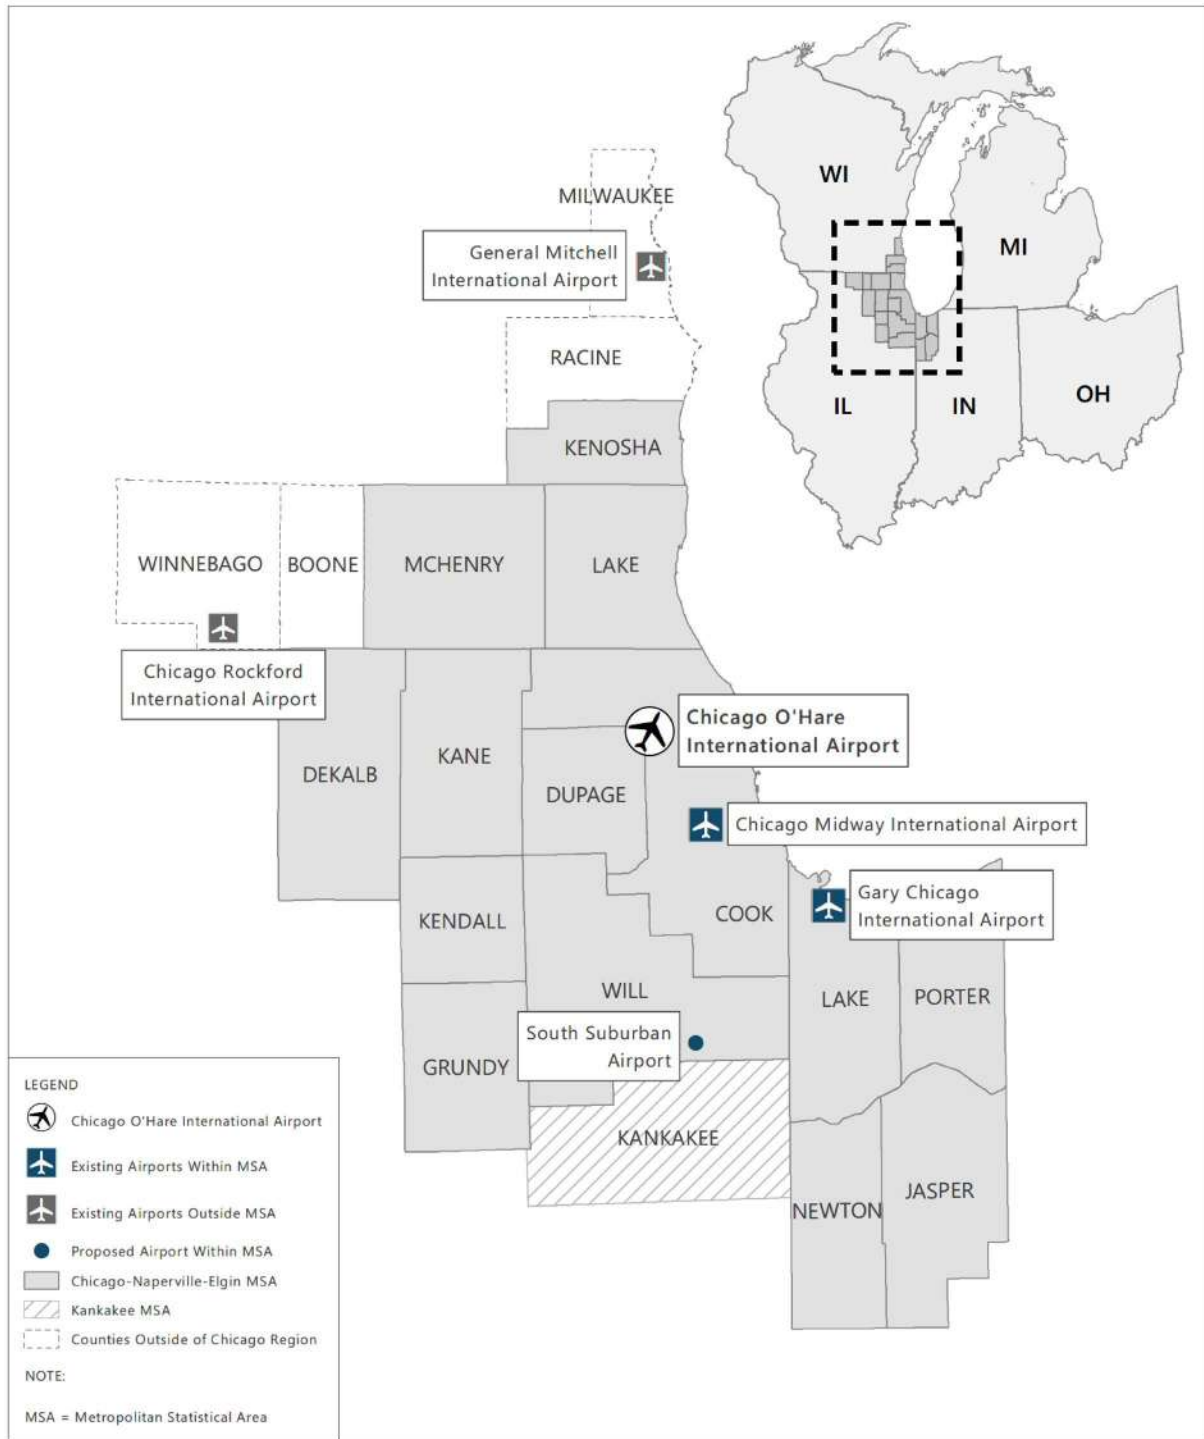 WI
MI
IL
IN
OH
MILWAUKEE
General Mitchell
International Airport
RACINE
KENOSHA
WINNEBAGO
BOONE
MCHENRY
LAKE
Chicago Rockford
International Airport
Chicago O'Hare
International Airport
DEKALB
KANE
DUPAGE
Chicago Midway International Airport
Gary Chicago
International Airport
KENDALL
COOK
WILL
LAKE
PORTER
South Suburban
Airport
GRUNDY
KANKAKEE
NEWTON
JASPER
LEGEND
Chicago O'Hare International Airport
Existing Airports Within MSA
Existing Airports Outside MSA
Proposed Airport Within MSA
Chicago-Naperville-Elgin MSA
Kankakee MSA
Counties Outside of Chicago Region
NOTE:
MSA = Metropolitan Statistical Area